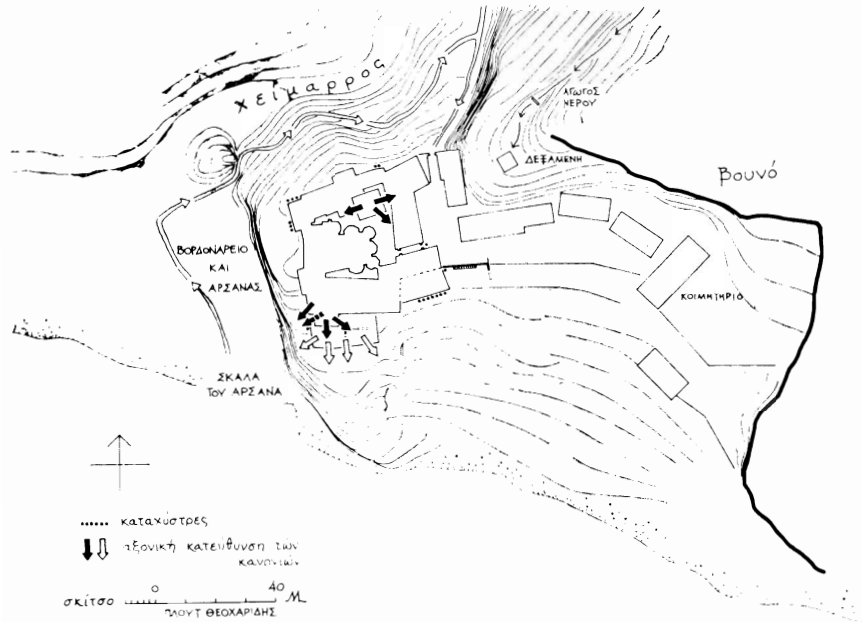 χείμαρρος
ΑΓΩΓΟΣ
ΝΕΡΟΥ
ΔΕΞΑΜΕΝΗ
βουνό
ΒΟΡΔΟΝΑΡΕΙΟ
ΚΑΙ
ΑΡΣΑΝΑΣ
ΚΟΙΜΗΤΗΡΙΟ
ΣΚΑΛΑ
ΤΟΥ ΑΡΣΑΝΑ
καταχύστρες
αξονική κατεύθυνση τών
κανονιών
0 40 Μ
σκίτσο
ΠΛΟΥΤ ΘΕΟΧΑΡΙΔΗΣ